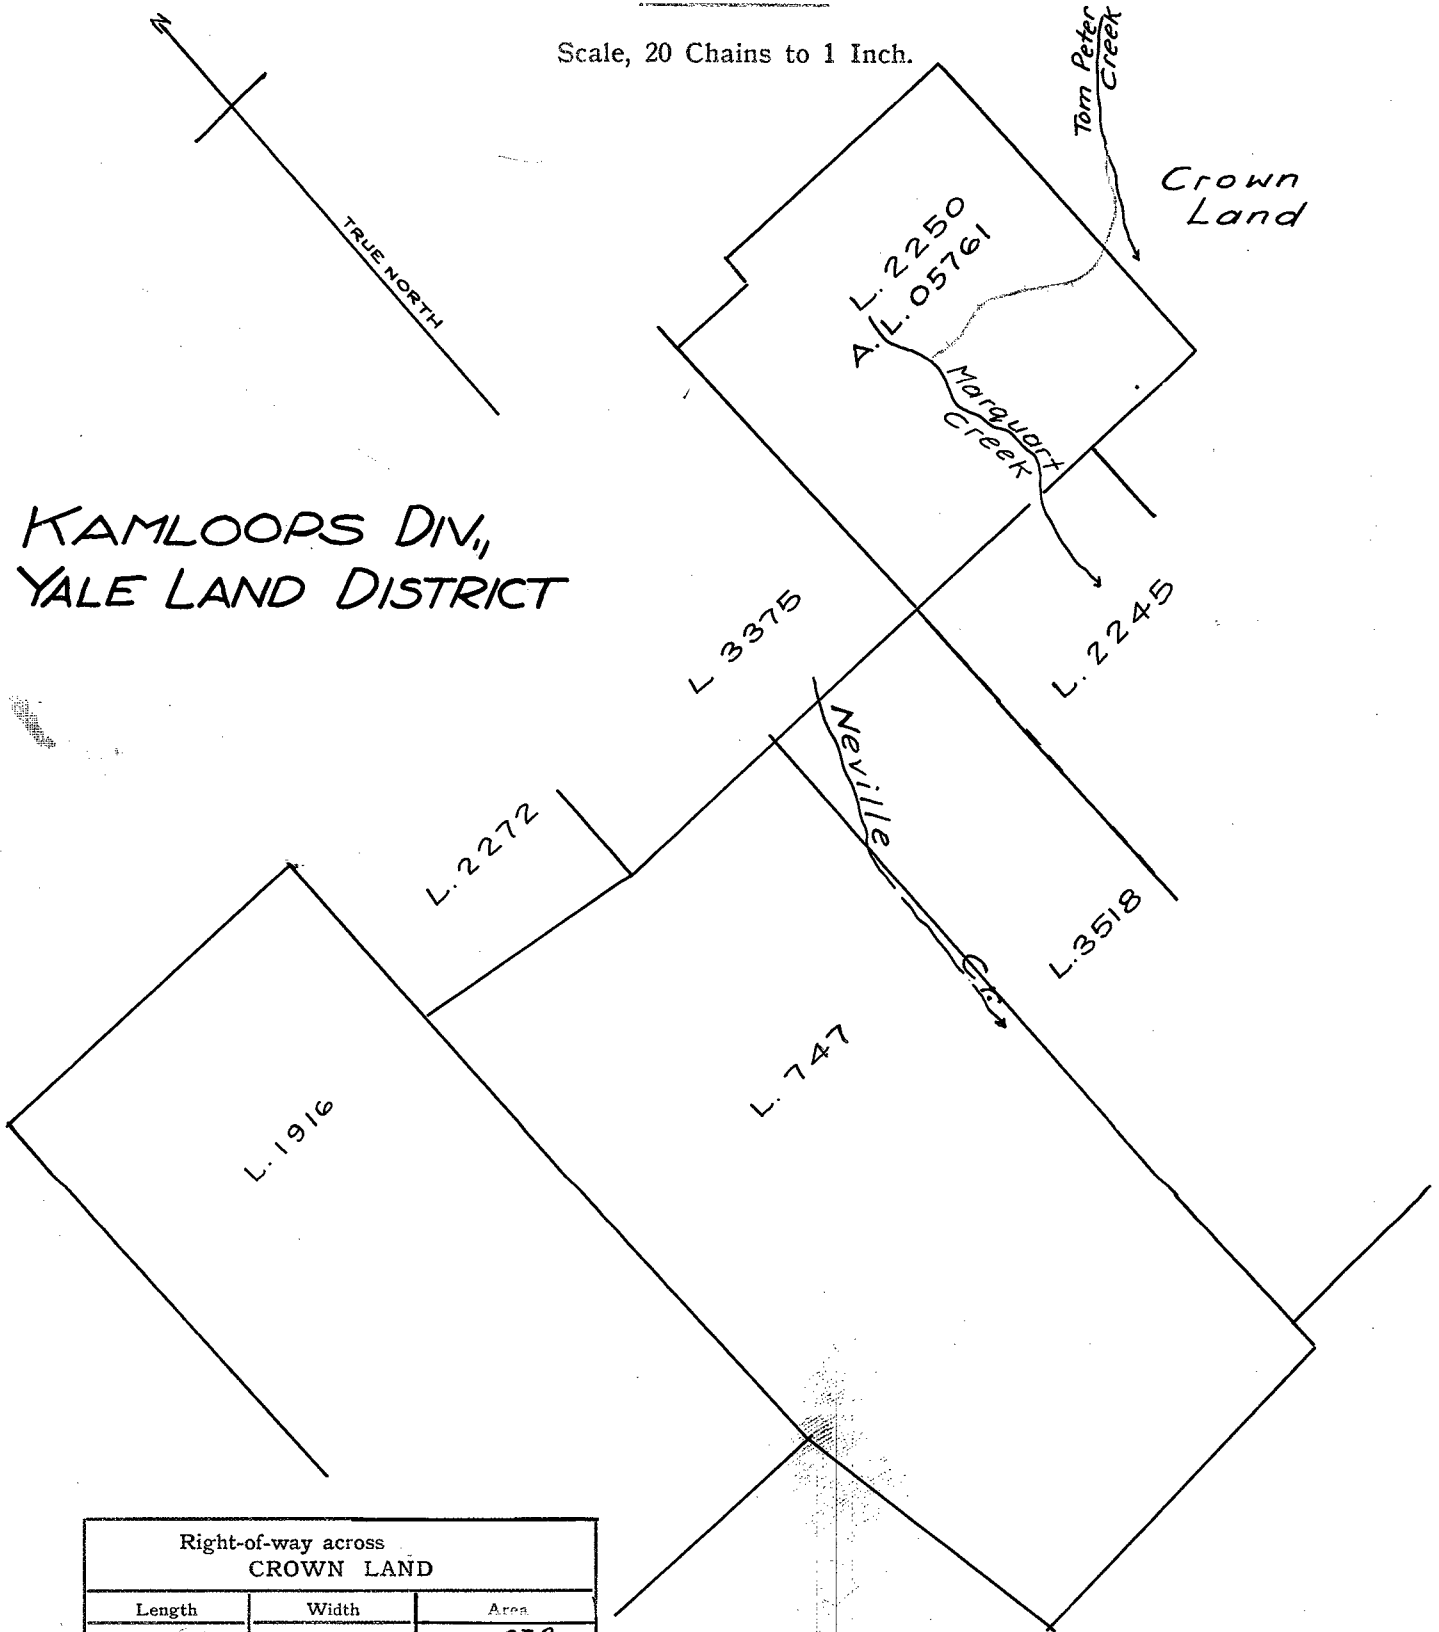 Scale, 20 Chains to 1 Inch.
N
TRUE NORTH
Tom Peter
Creek
Crown
Land
L. 2250
A. L. 05761
Marquart
Creek
KAMLOOPS DIV.,
YALE LAND DISTRICT
L 3375
L. 2245
Neville
Cr.
L. 2272
L. 3518
L. 747
L. 1916
Right-of-way across
CROWN LAND
Length Width Area